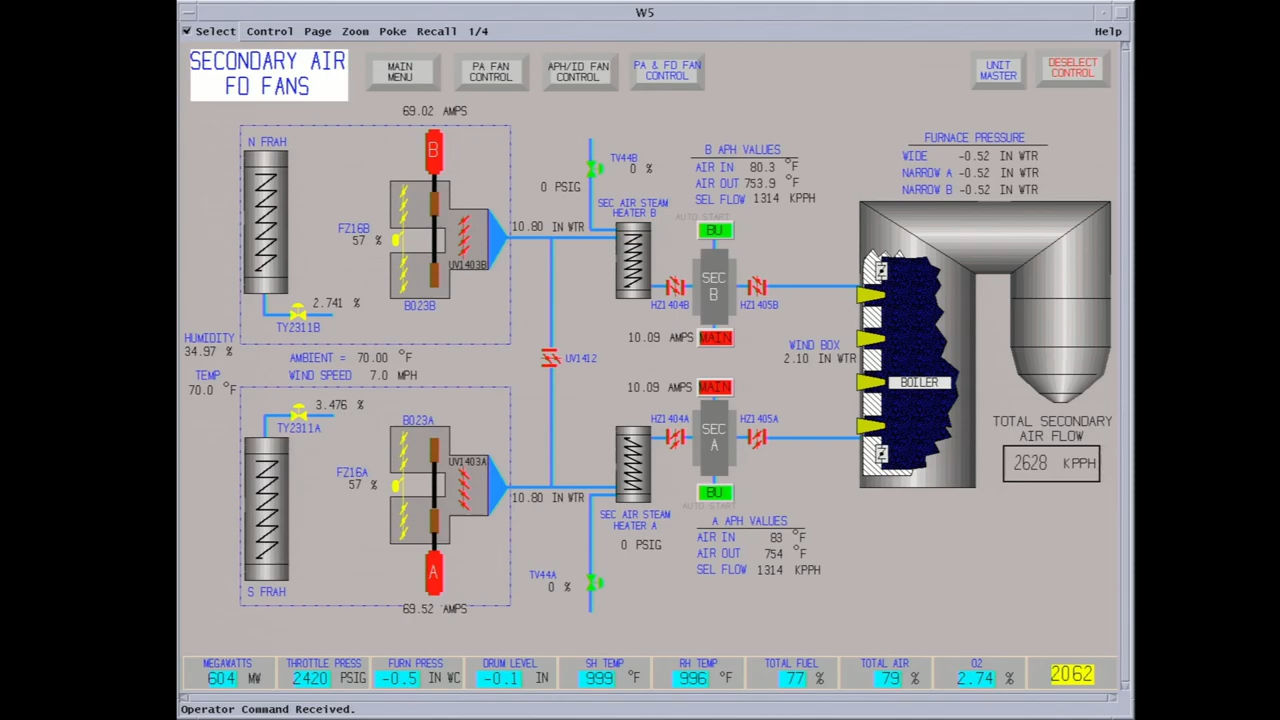 W5
Select Control Page Zoom Poke Recall 1/4 Help
SECONDARY AIR
FD FANS
MAIN
MENU
PA FAN
CONTROL
APH/ID FAN
CONTROL
PA & FD FAN
CONTROL
UNIT
MASTER
DESELECT
CONTROL
69.02 AMPS
N FRAH
B
FZ16B
57 %
UV1403B
B023B
2.741 %
TY2311B
10.80 IN WTR
TV44B
0 %
0 PSIG
SEC AIR STEAM
HEATER B
B APH VALUES
AIR IN 80.3 °F
AIR OUT 753.9 °F
SEL FLOW 1314 KPPH
AUTO START
BU
SEC
B
HZ1404B
HZ1405B
10.09 AMPS MAIN
FURNACE PRESSURE
WIDE -0.52 IN WTR
NARROW A -0.52 IN WTR
NARROW B -0.52 IN WTR
HUMIDITY
34.97 %
TEMP
70.0 °F
AMBIENT = 70.00 °F
WIND SPEED 7.0 MPH
UV1412
WIND BOX
2.10 IN WTR
BOILER
3.476 %
TY2311A
B023A
FZ16A
57 %
UV1403A
A
S FRAH
69.52 AMPS
10.80 IN WTR
10.09 AMPS MAIN
HZ1404A
HZ1405A
SEC
A
BU
AUTO START
SEC AIR STEAM
HEATER A
0 PSIG
TV44A
0 %
A APH VALUES
AIR IN 83 °F
AIR OUT 754 °F
SEL FLOW 1314 KPPH
TOTAL SECONDARY
AIR FLOW
2628 KPPH
MEGAWATTS
604 MW
THROTTLE PRESS
2420 PSIG
FURN PRESS
-0.5 IN WC
DRUM LEVEL
-0.1 IN
SH TEMP
999 °F
RH TEMP
996 °F
TOTAL FUEL
77 %
TOTAL AIR
79 %
O2
2.74 %
2062
Operator Command Received.